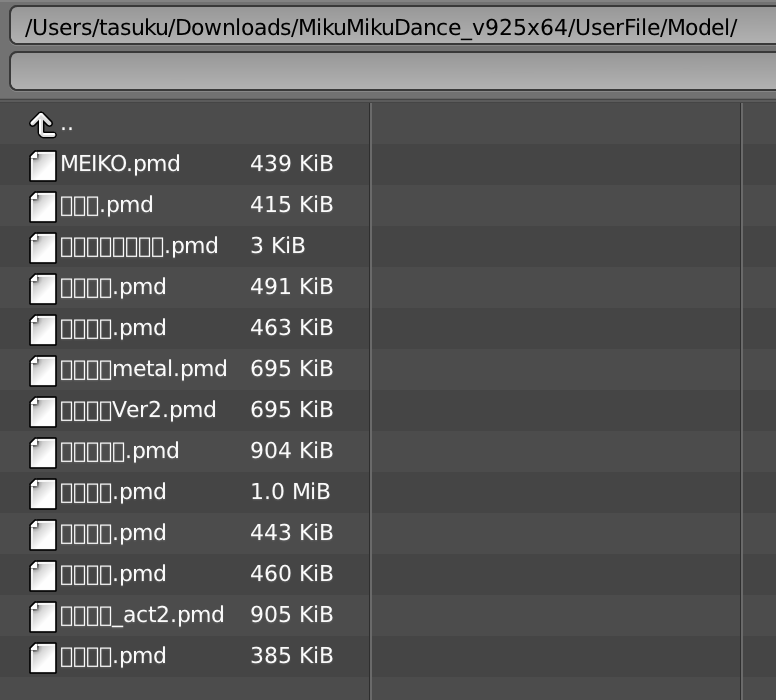 /Users/tasuku/Downloads/MikuMikuDance_v925x64/UserFile/Model/
..
MEIKO.pmd 439 KiB
□□□.pmd 415 KiB
□□□□□□□□.pmd 3 KiB
□□□□.pmd 491 KiB
□□□□.pmd 463 KiB
□□□□metal.pmd 695 KiB
□□□□Ver2.pmd 695 KiB
□□□□□.pmd 904 KiB
□□□□.pmd 1.0 MiB
□□□□.pmd 443 KiB
□□□□.pmd 460 KiB
□□□□_act2.pmd 905 KiB
□□□□.pmd 385 KiB